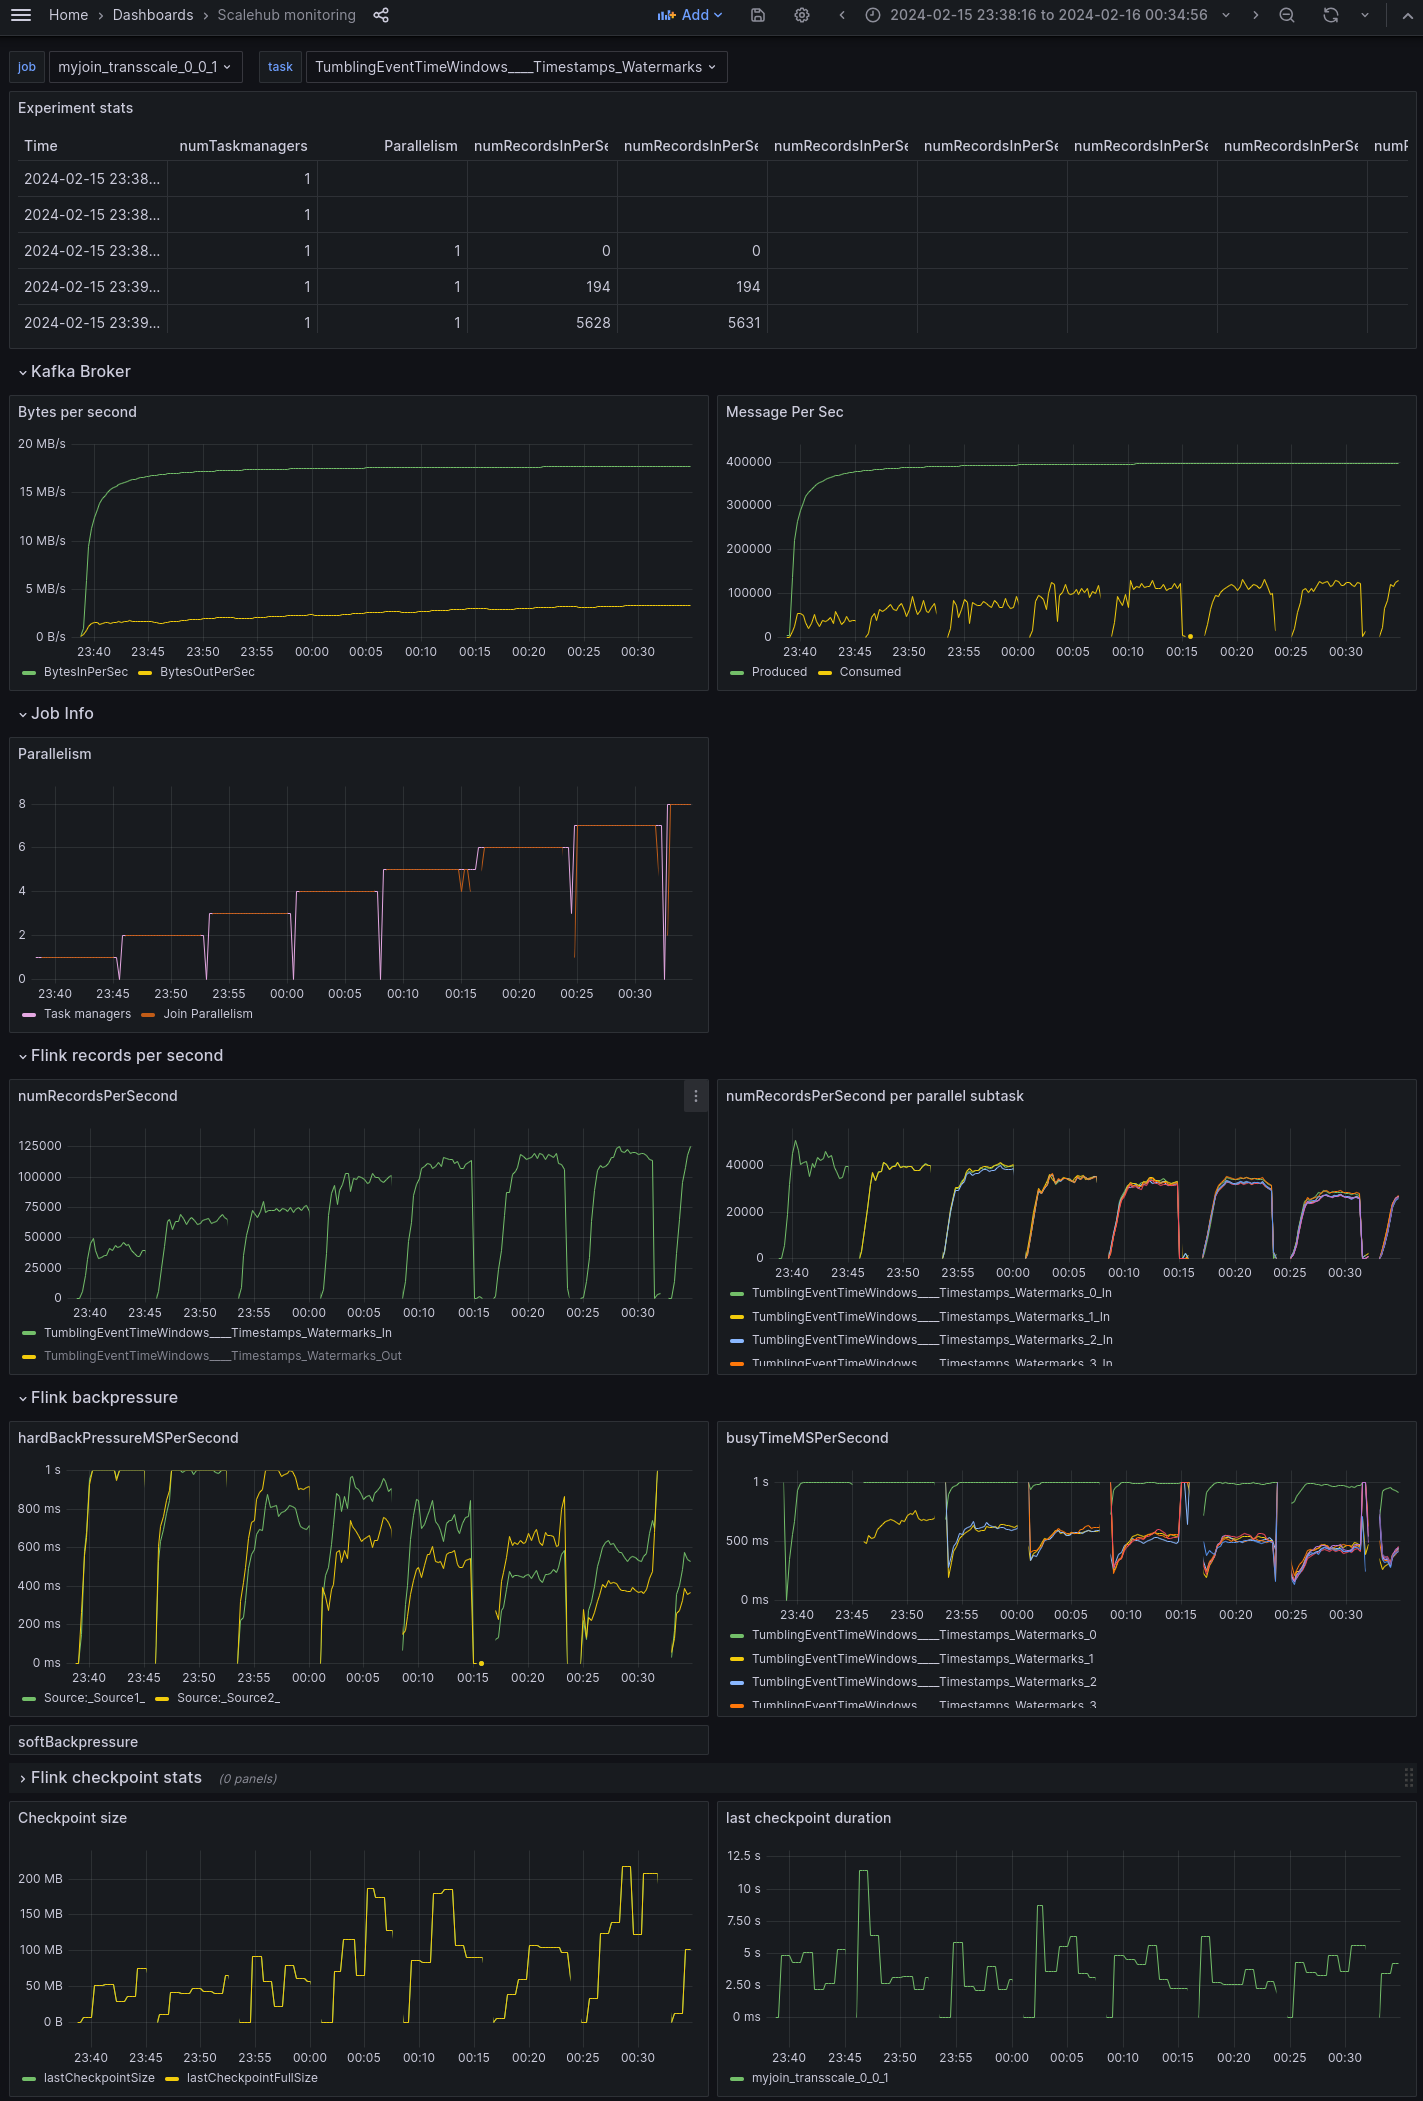 Home > Dashboards > Scalehub monitoring Add 2024-02-15 23:38:16 to 2024-02-16 00:34:56
job myjoin_transscale_0_0_1 task TumblingEventTimeWindows____Timestamps_Watermarks
Experiment stats
Time numTaskmanagers Parallelism numRecordsInPerSe numRecordsInPerSe numRecordsInPerSe numRecordsInPerSe numRecordsInPerSe numRecordsInPerSe
2024-02-15 23:38... 1
2024-02-15 23:38... 1
2024-02-15 23:38... 1 1 0 0
2024-02-15 23:39... 1 1 194 194
2024-02-15 23:39... 1 1 5628 5631
Kafka Broker
Bytes per second
20 MB/s
15 MB/s
10 MB/s
5 MB/s
0 B/s
23:40 23:45 23:50 23:55 00:00 00:05 00:10 00:15 00:20 00:25 00:30
BytesInPerSec BytesOutPerSec
Message Per Sec
400000
300000
200000
100000
0
23:40 23:45 23:50 23:55 00:00 00:05 00:10 00:15 00:20 00:25 00:30
Produced Consumed
Job Info
Parallelism
8
6
4
2
0
23:40 23:45 23:50 23:55 00:00 00:05 00:10 00:15 00:20 00:25 00:30
Task managers Join Parallelism
Flink records per second
numRecordsPerSecond
125000
100000
75000
50000
25000
0
23:40 23:45 23:50 23:55 00:00 00:05 00:10 00:15 00:20 00:25 00:30
TumblingEventTimeWindows____Timestamps_Watermarks_In
TumblingEventTimeWindows____Timestamps_Watermarks_Out
numRecordsPerSecond per parallel subtask
40000
20000
0
23:40 23:45 23:50 23:55 00:00 00:05 00:10 00:15 00:20 00:25 00:30
TumblingEventTimeWindows____Timestamps_Watermarks_0_In
TumblingEventTimeWindows____Timestamps_Watermarks_1_In
TumblingEventTimeWindows____Timestamps_Watermarks_2_In
TumblingEventTimeWindows____Timestamps_Watermarks_3_In
Flink backpressure
hardBackPressureMSPerSecond
1 s
800 ms
600 ms
400 ms
200 ms
0 ms
23:40 23:45 23:50 23:55 00:00 00:05 00:10 00:15 00:20 00:25 00:30
Source:_Source1_ Source:_Source2_
busyTimeMSPerSecond
1 s
500 ms
0 ms
23:40 23:45 23:50 23:55 00:00 00:05 00:10 00:15 00:20 00:25 00:30
TumblingEventTimeWindows____Timestamps_Watermarks_0
TumblingEventTimeWindows____Timestamps_Watermarks_1
TumblingEventTimeWindows____Timestamps_Watermarks_2
TumblingEventTimeWindows____Timestamps_Watermarks_3
softBackpressure
Flink checkpoint stats (0 panels)
Checkpoint size
200 MB
150 MB
100 MB
50 MB
0 B
23:40 23:45 23:50 23:55 00:00 00:05 00:10 00:15 00:20 00:25 00:30
lastCheckpointSize lastCheckpointFullSize
last checkpoint duration
12.5 s
10 s
7.50 s
5 s
2.50 s
0 ms
23:40 23:45 23:50 23:55 00:00 00:05 00:10 00:15 00:20 00:25 00:30
myjoin_transscale_0_0_1